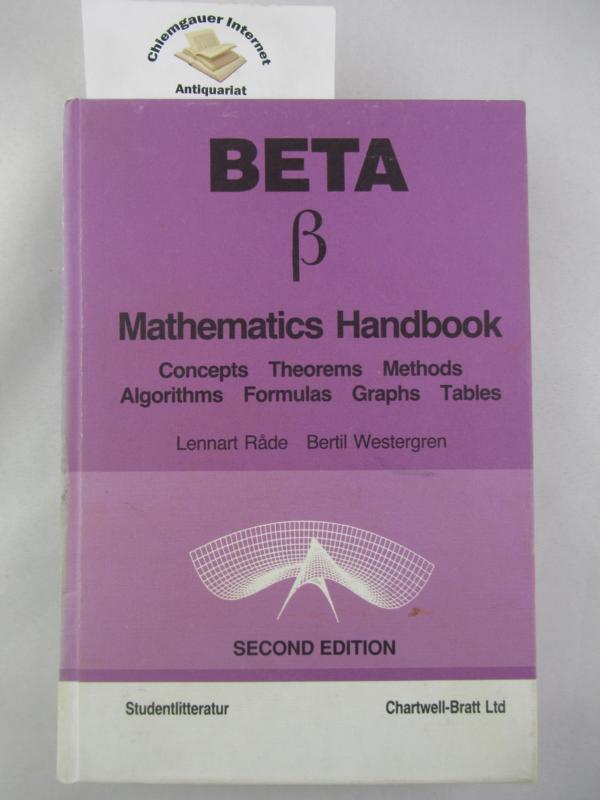 Chiemgauer Internet
Antiquariat
BETA
β
Mathematics Handbook
Concepts Theorems Methods
Algorithms Formulas Graphs Tables
Lennart Råde Bertil Westergren
SECOND EDITION
Studentlitteratur Chartwell-Bratt Ltd